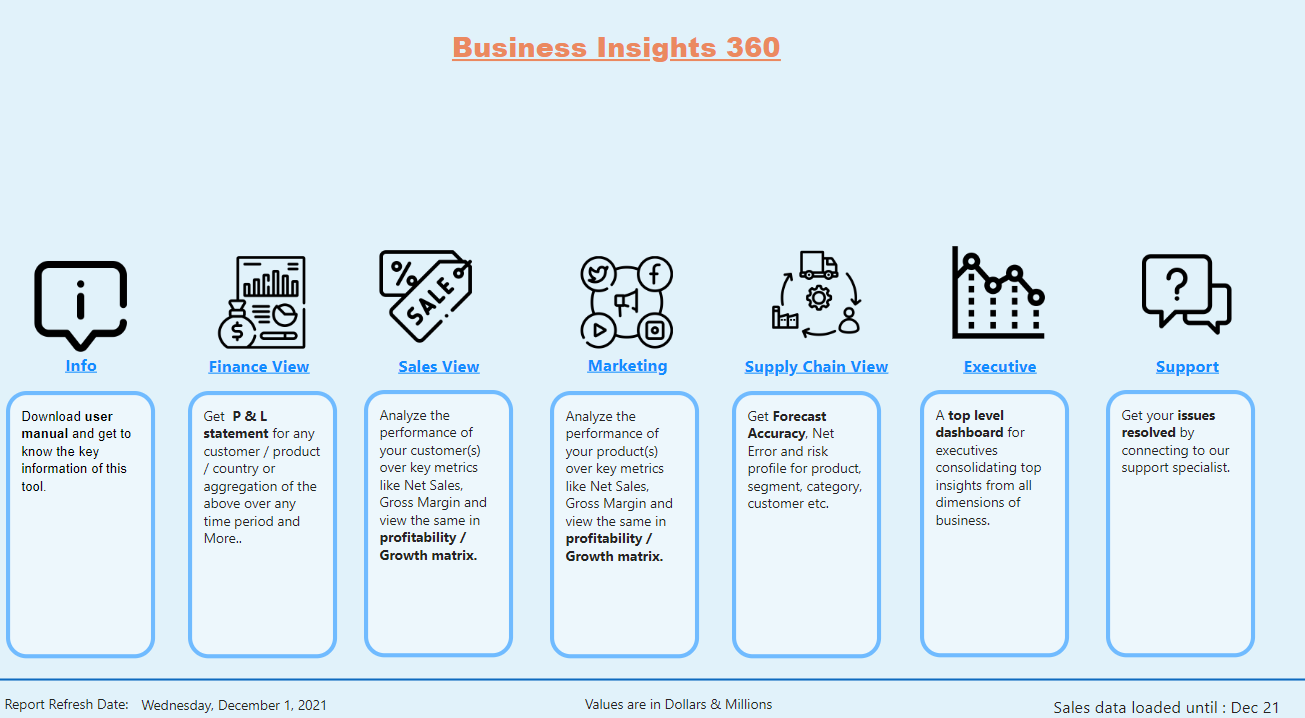 Business Insights 360
%
SALE
$
?
i
f
Info
Finance View
Sales View
Marketing
Supply Chain View
Executive
Support
Download user
manual and get to
know the key
information of this
tool.
Get P & L
statement for any
customer / product
/ country or
aggregation of the
above over any
time period and
More..
Analyze the
performance of
your customer(s)
over key metrics
like Net Sales,
Gross Margin and
view the same in
profitability /
Growth matrix.
Analyze the
performance of
your product(s)
over key metrics
like Net Sales,
Gross Margin and
view the same in
profitability /
Growth matrix.
Get Forecast
Accuracy, Net
Error and risk
profile for product,
segment, category,
customer etc.
A top level
dashboard for
executives
consolidating top
insights from all
dimensions of
business.
Get your issues
resolved by
connecting to our
support specialist.
Report Refresh Date: Wednesday, December 1, 2021
Values are in Dollars & Millions
Sales data loaded until : Dec 21